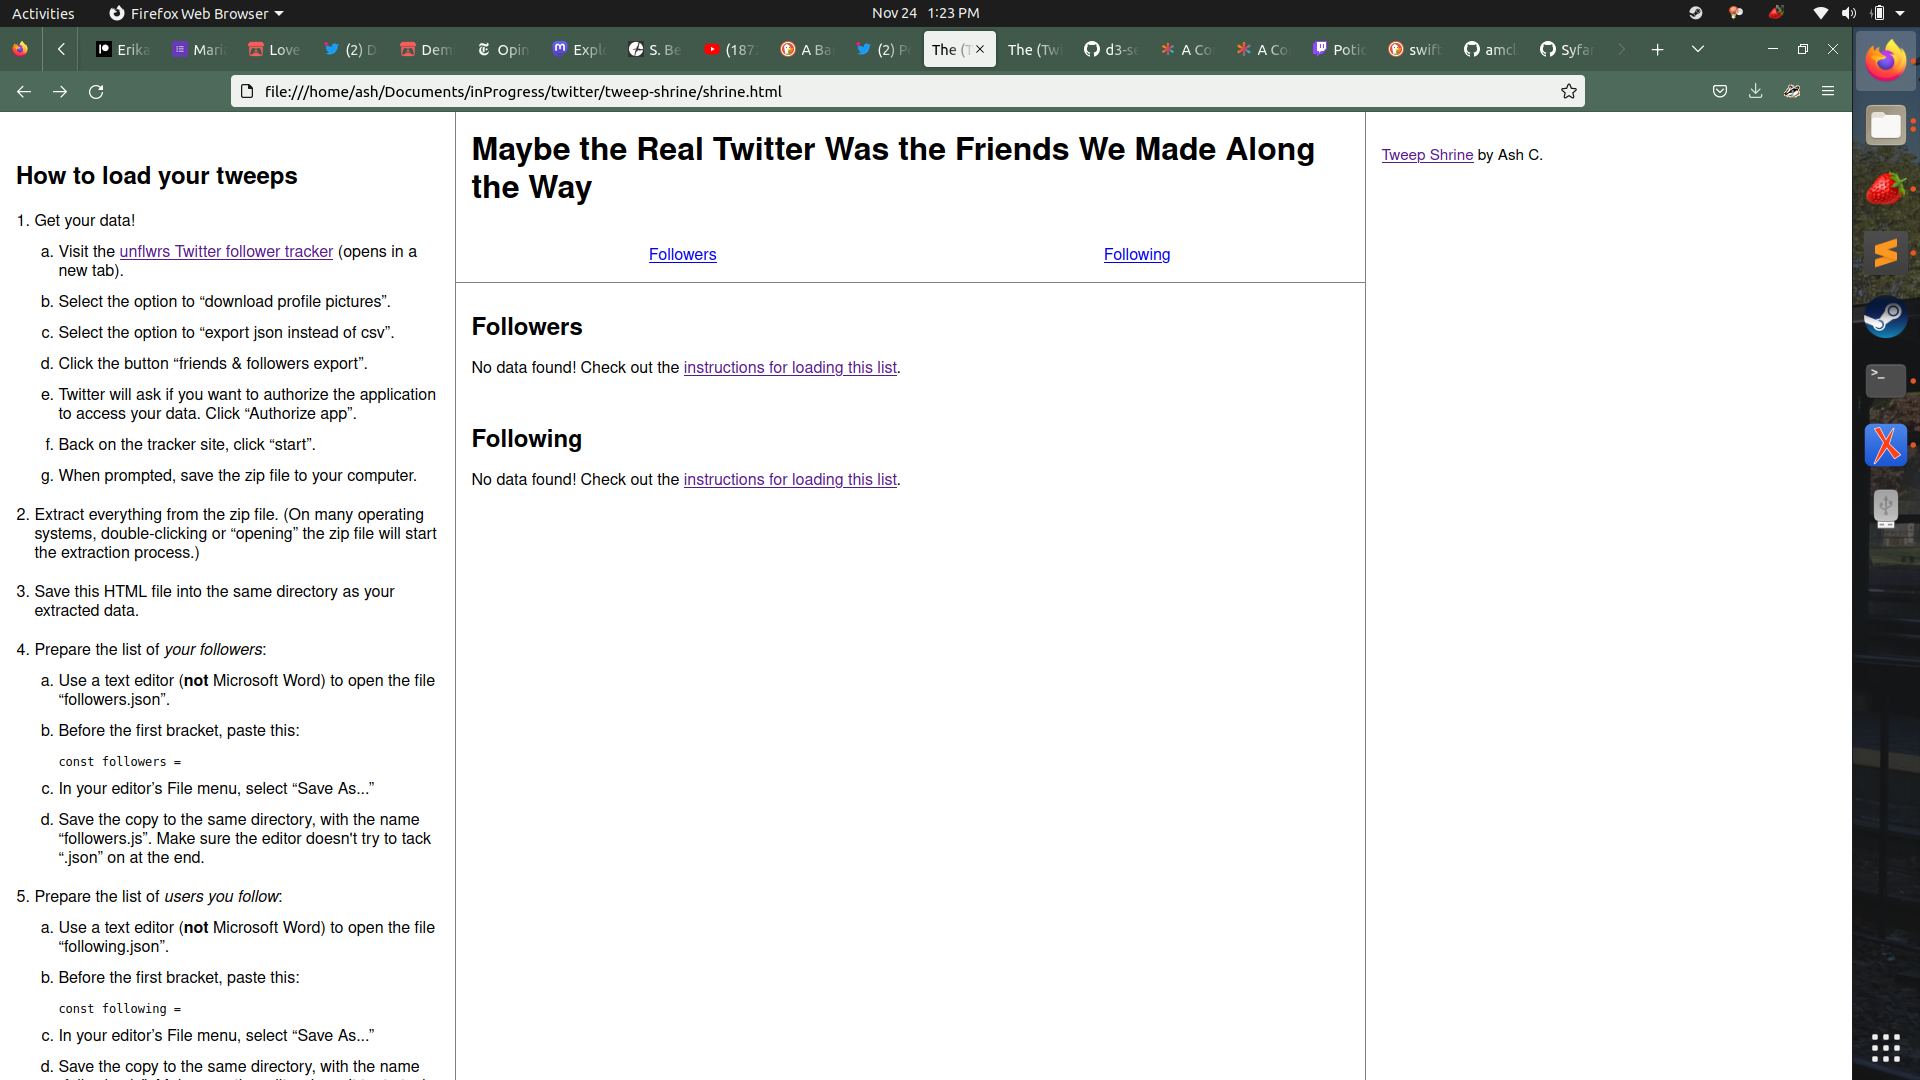 Activities
Firefox Web Browser
Nov 24 1:23 PM
Erika
Mari
Love
(2) D
Dem
Opin
Explo
S. Be
(187
A Ba
(2) P
The (T
The (Twi
d3-se
A Co
A Co
Potio
swift
amcl
Syfar
file:///home/ash/Documents/inProgress/twitter/tweep-shrine/shrine.html
How to load your tweeps
1. Get your data!
a. Visit the unflwrs Twitter follower tracker (opens in a
new tab).
b. Select the option to “download profile pictures”.
c. Select the option to “export json instead of csv”.
d. Click the button “friends & followers export”.
e. Twitter will ask if you want to authorize the application
to access your data. Click “Authorize app”.
f. Back on the tracker site, click “start”.
g. When prompted, save the zip file to your computer.
2. Extract everything from the zip file. (On many operating
systems, double-clicking or “opening” the zip file will start
the extraction process.)
3. Save this HTML file into the same directory as your
extracted data.
4. Prepare the list of your followers:
a. Use a text editor (not Microsoft Word) to open the file
“followers.json”.
b. Before the first bracket, paste this:
const followers =
c. In your editor’s File menu, select “Save As...”
d. Save the copy to the same directory, with the name
“followers.js”. Make sure the editor doesn't try to tack
“.json” on at the end.
5. Prepare the list of users you follow:
a. Use a text editor (not Microsoft Word) to open the file
“following.json”.
b. Before the first bracket, paste this:
const following =
c. In your editor’s File menu, select “Save As...”
d. Save the copy to the same directory, with the name
Maybe the Real Twitter Was the Friends We Made Along
the Way
Followers
Following
Followers
No data found! Check out the instructions for loading this list.
Following
No data found! Check out the instructions for loading this list.
Tweep Shrine by Ash C.